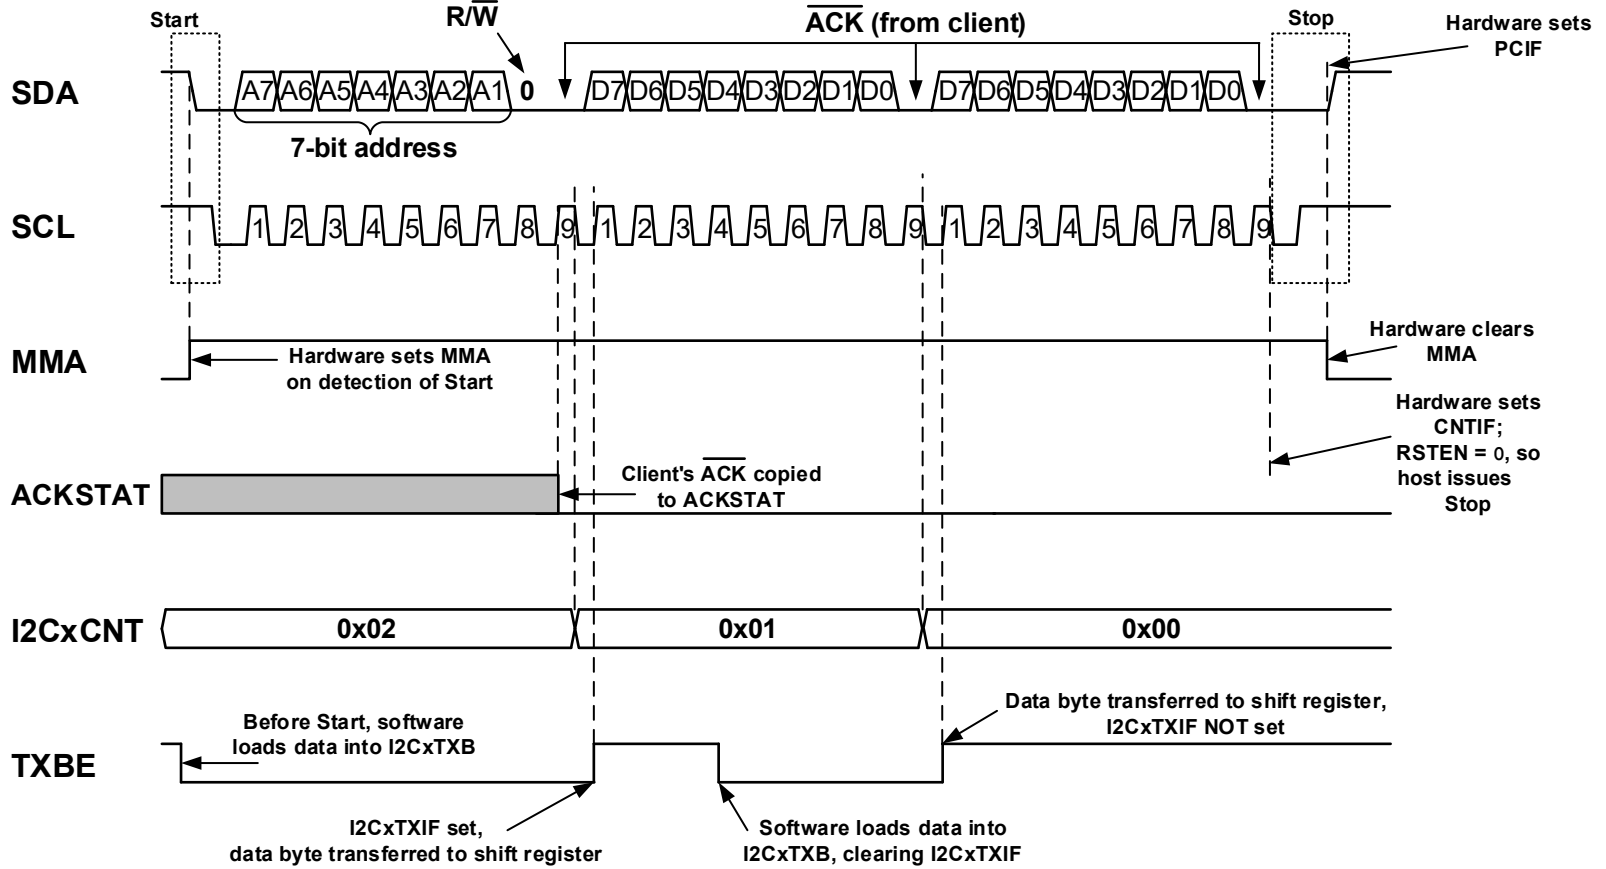 Start
R/W
ACK (from client)
Stop
Hardware sets
PCIF
SDA
A7 A6 A5 A4 A3 A2 A1 0 D7 D6 D5 D4 D3 D2 D1 D0 D7 D6 D5 D4 D3 D2 D1 D0
7-bit address
SCL
1 2 3 4 5 6 7 8 9 1 2 3 4 5 6 7 8 9 1 2 3 4 5 6 7 8 9
MMA
Hardware sets MMA
on detection of Start
Hardware clears
MMA
Hardware sets
CNTIF;
RSTEN = 0, so
host issues
Stop
ACKSTAT
Client's ACK copied
to ACKSTAT
I2CxCNT
0x02 0x01 0x00
TXBE
Before Start, software
loads data into I2CxTXB
Data byte transferred to shift register,
I2CxTXIF NOT set
I2CxTXIF set,
data byte transferred to shift register
Software loads data into
I2CxTXB, clearing I2CxTXIF